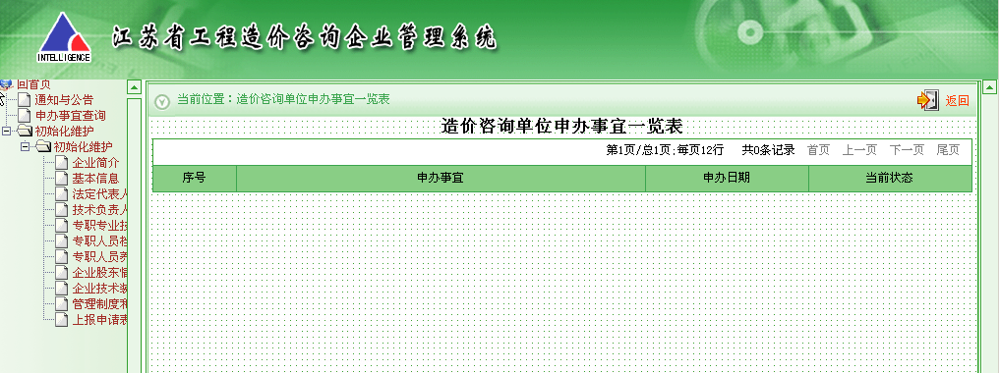 INTELLIGENCE
江苏省工程造价咨询企业管理系统
回首页
通知与公告
申办事宜查询
初始化维护
初始化维护
企业简介
基本信息
法定代表人
技术负责人
专职专业技
专职人员档
专职人员养
企业股东情
企业技术装
管理制度和
上报申请表
当前位置：造价咨询单位申办事宜一览表
返回
造价咨询单位申办事宜一览表
第1页/总1页;每页12行 共0条记录 首页 上一页 下一页 尾页
序号 申办事宜 申办日期 当前状态